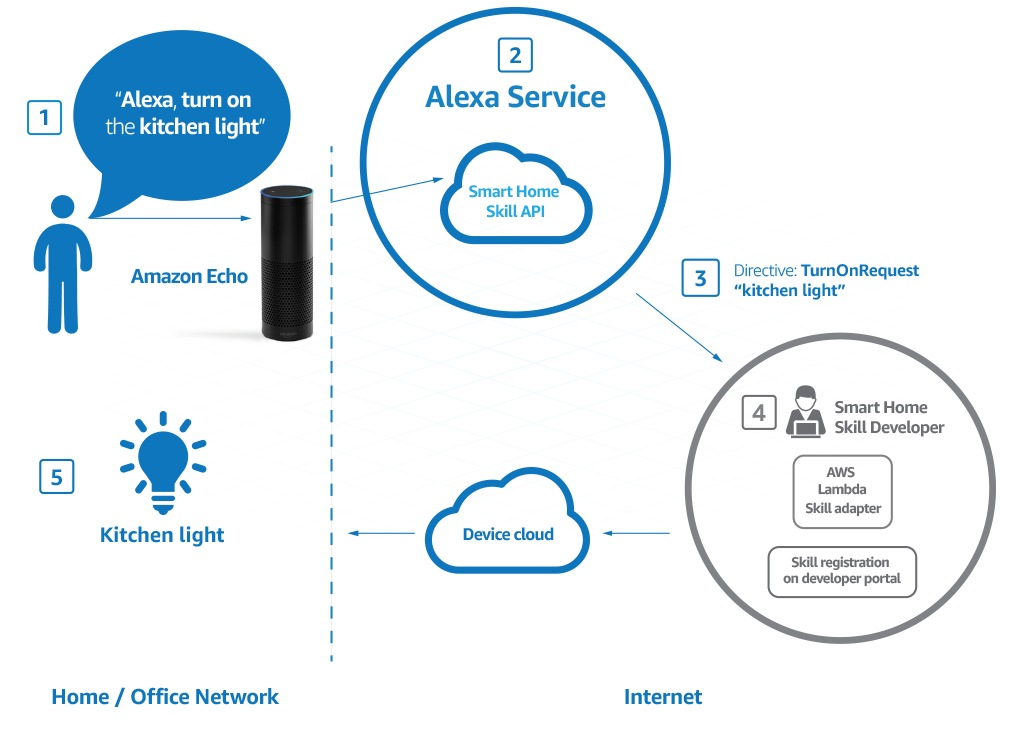 1
“Alexa, turn on
the kitchen light”
2
Alexa Service
Smart Home
Skill API
Amazon Echo
3
Directive: TurnOnRequest
“kitchen light”
4
Smart Home
Skill Developer
AWS
Lambda
Skill adapter
Skill registration
on developer portal
5
Kitchen light
Device cloud
Home / Office Network
Internet